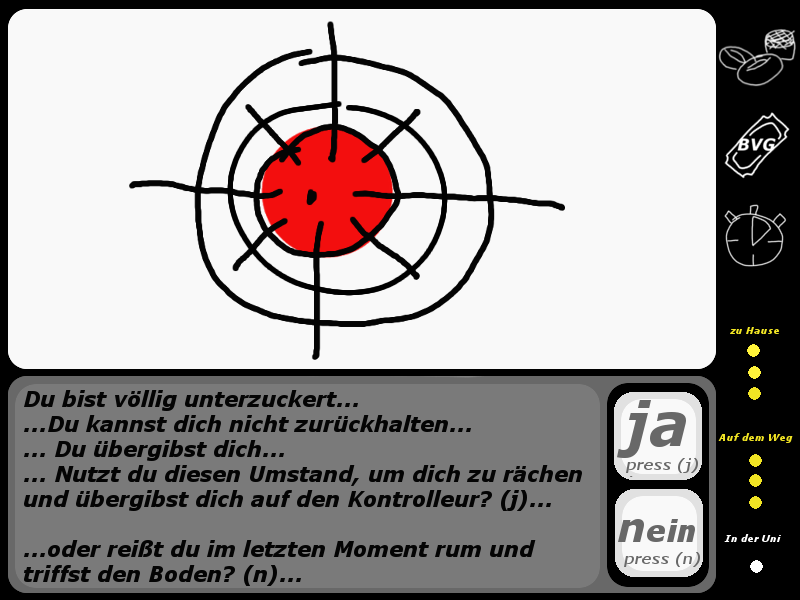 BVG
zu Hause
Auf dem Weg
In der Uni
Du bist völlig unterzuckert...
...Du kannst dich nicht zurückhalten...
... Du übergibst dich...
... Nutzt du diesen Umstand, um dich zu rächen
und übergibst dich auf den Kontrolleur? (j)...
...oder reißt du im letzten Moment rum und
triffst den Boden? (n)...
ja
press (j)
nein
press (n)